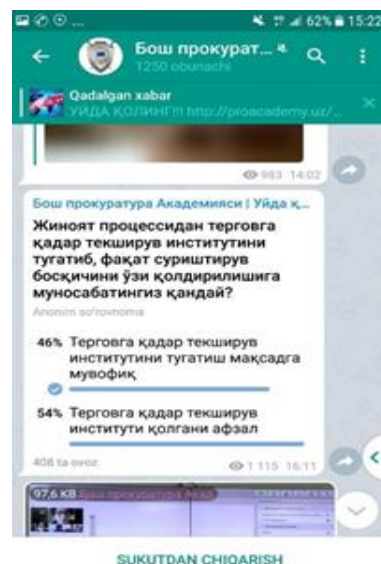 62% 15:22
Бош прокурат...
1250 obunachi
Qadalgan xabar
УЙДА ҚОЛИНГ!!! http://proacademy.uz/..
983 14:02
Бош прокуратура Академияси | Уйда қ...
Жиноят процессидан терговга
қадар текширув институтини
тугатиб, фақат суриштирув
босқичини ўзи қолдирилишига
муносабатингиз қандай?
Anonim so'rovnoma
46% Терговга қадар текширув
институтини тугатиш мақсадга
мувофиқ
54% Терговга қадар текширув
институти қолгани афзал
408 ta ovoz
1 115 16:11
97,6 KB
SUKUTDAN CHIQARISH